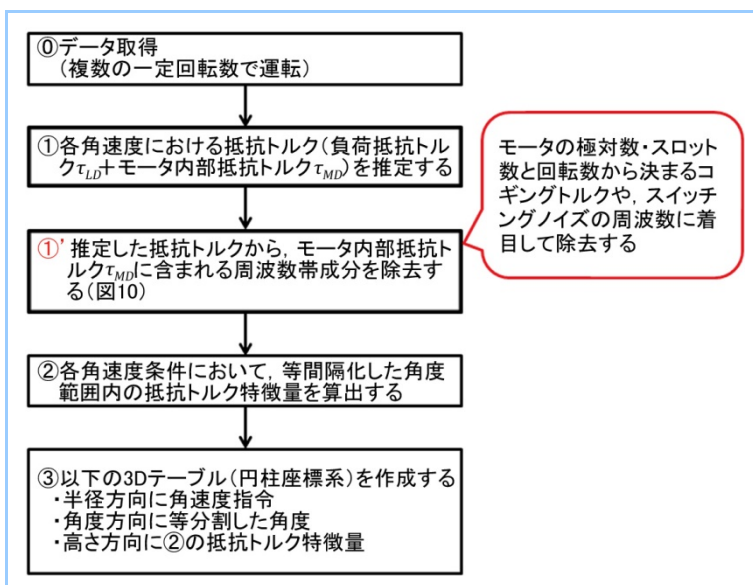 ⓪データ取得
(複数の一定回転数で運転)
①各角速度における抵抗トルク(負荷抵抗トル
クτLD+モータ内部抵抗トルクτMD)を推定する
モータの極対数・スロット
数と回転数から決まるコ
ギングトルクや,スイッチ
ングノイズの周波数に着
目して除去する
①’推定した抵抗トルクから,モータ内部抵抗ト
ルクτMDに含まれる周波数帯成分を除去す
る(図10)
②各角速度条件において,等間隔化した角度
範囲内の抵抗トルク特徴量を算出する
③以下の3Dテーブル(円柱座標系)を作成する
・半径方向に角速度指令
・角度方向に等分割した角度
・高さ方向に②の抵抗トルク特徴量